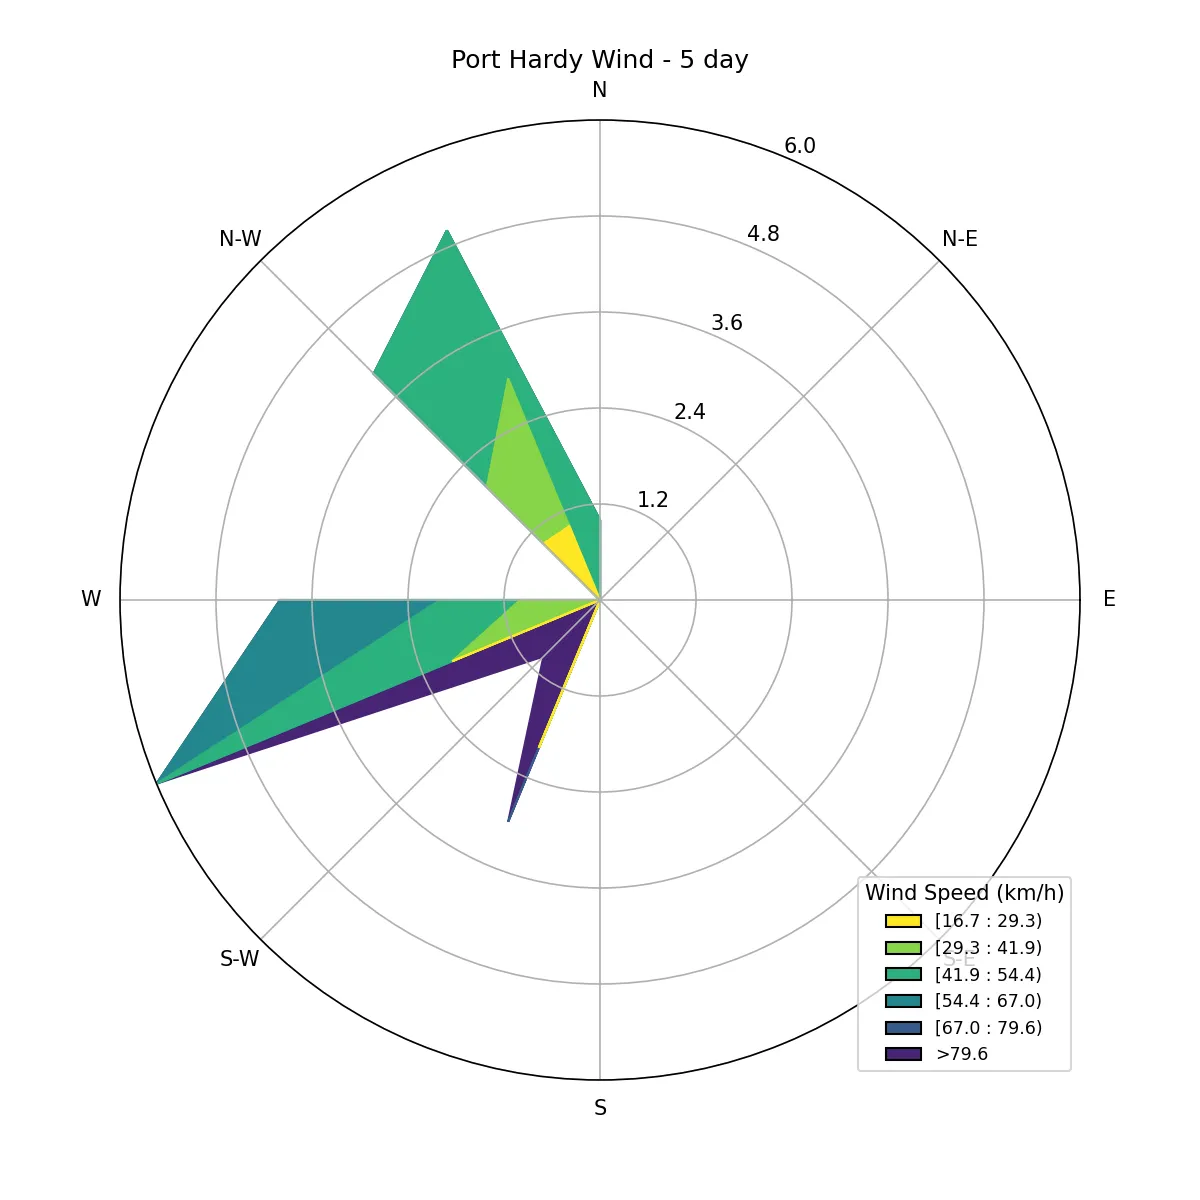 Port Hardy Wind - 5 day
N
6.0
N-W
N-E
4.8
3.6
2.4
1.2
W
E
Wind Speed (km/h)
[16.7 : 29.3)
[29.3 : 41.9)
S-W
S-E
[41.9 : 54.4)
[54.4 : 67.0)
[67.0 : 79.6)
>79.6
S